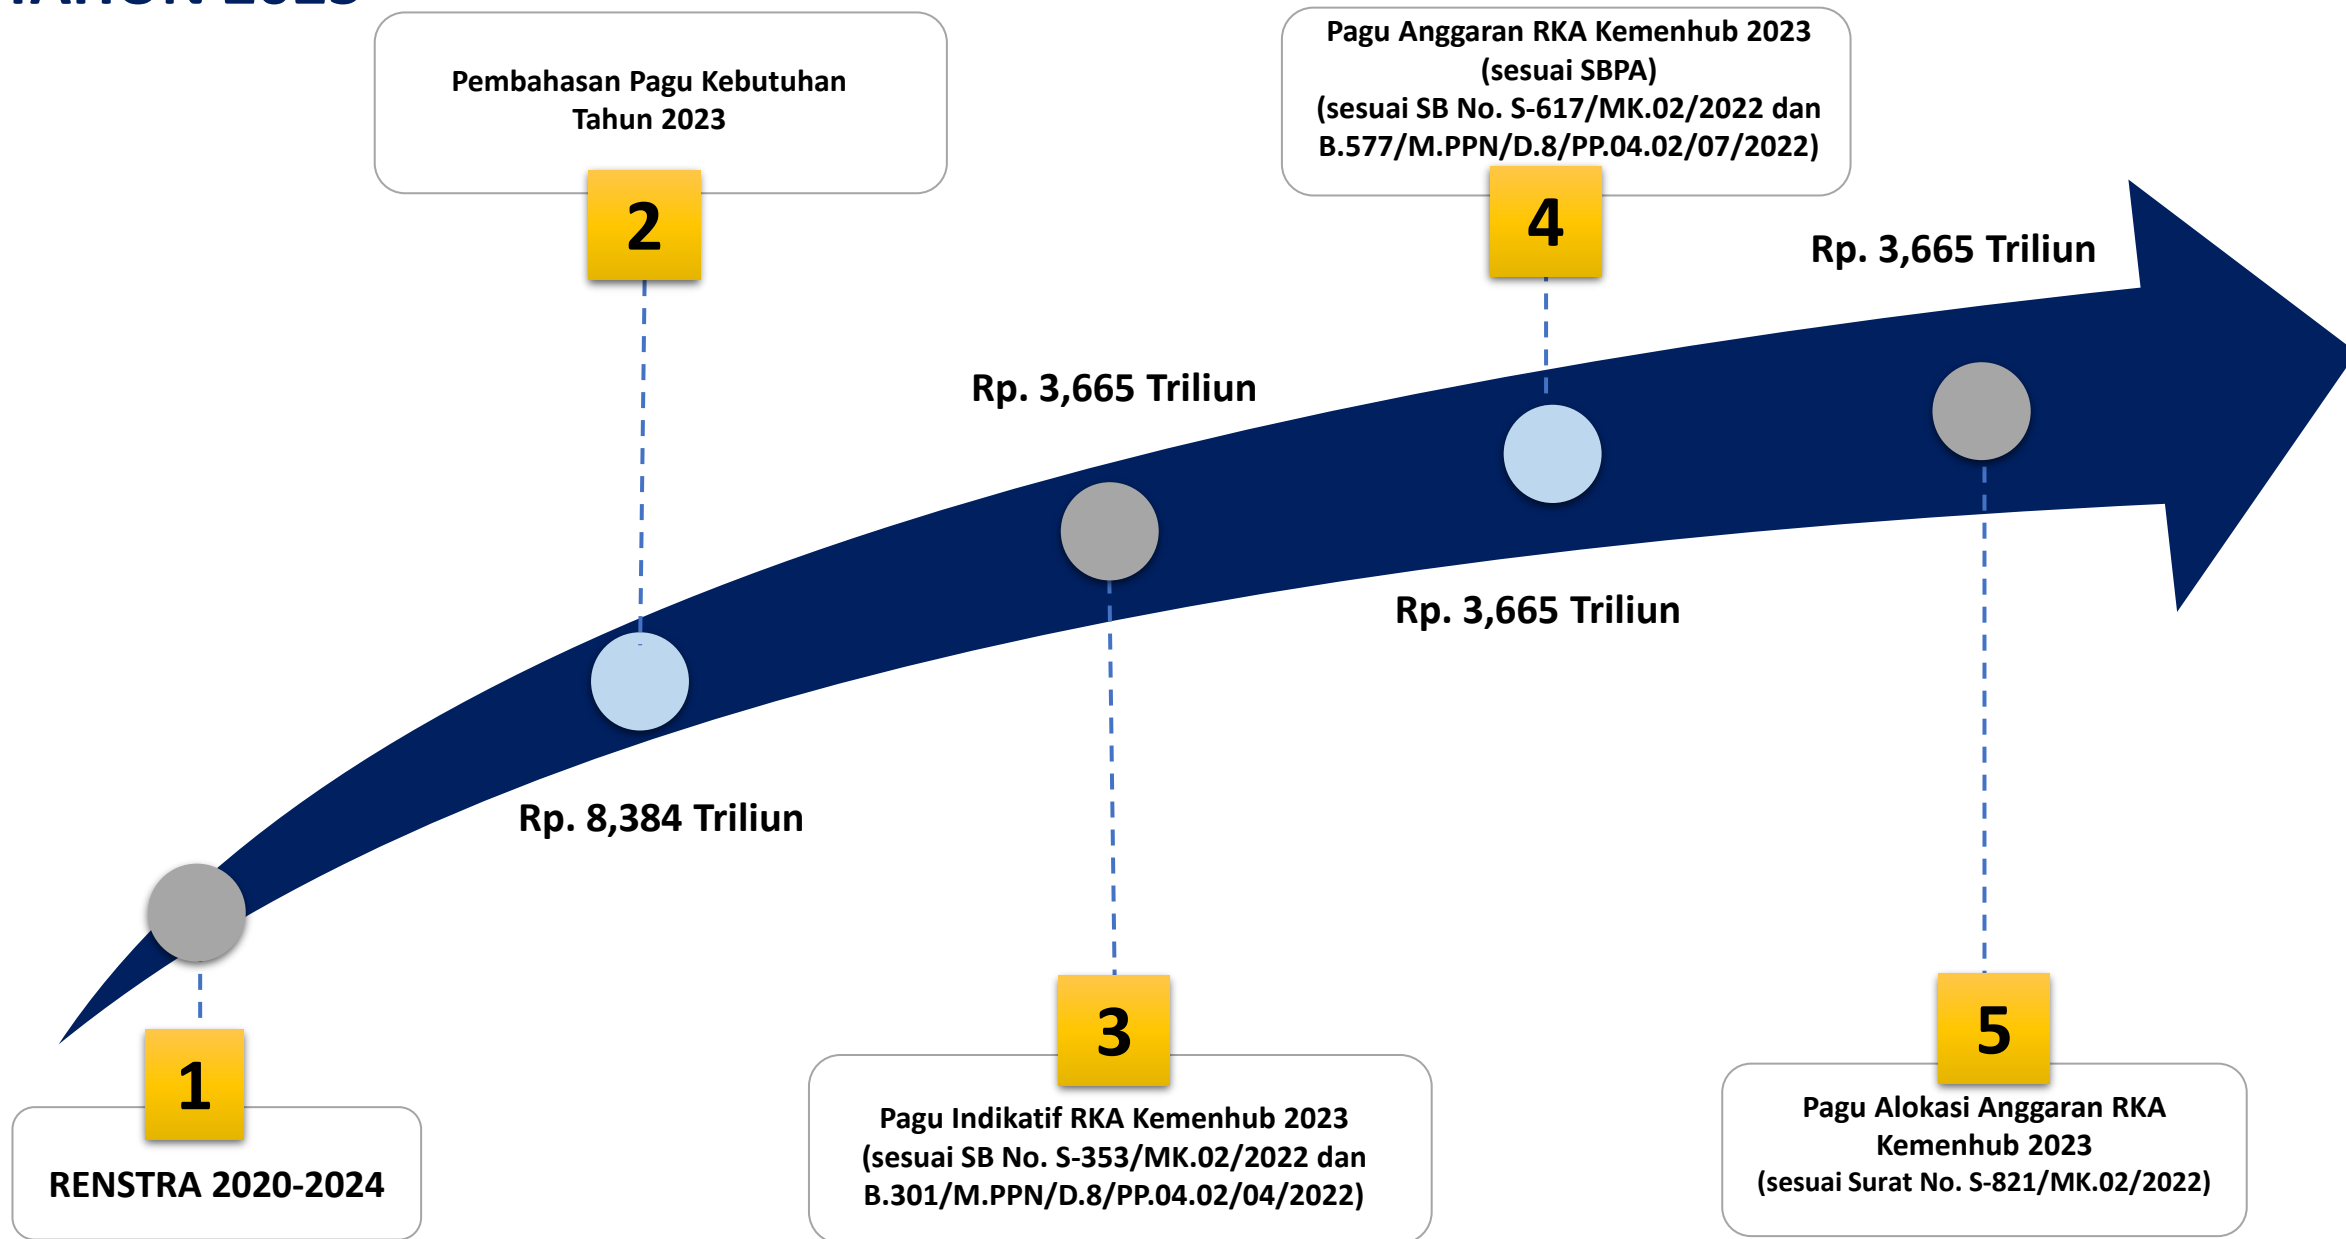 Pembahasan Pagu Kebutuhan
Tahun 2023
2
Pagu Anggaran RKA Kemenhub 2023
(sesuai SBPA)
(sesuai SB No. S-617/MK.02/2022 dan
B.577/M.PPN/D.8/PP.04.02/07/2022)
4
Rp. 3,665 Triliun
Rp. 3,665 Triliun
Rp. 3,665 Triliun
Rp. 8,384 Triliun
1
RENSTRA 2020-2024
3
Pagu Indikatif RKA Kemenhub 2023
(sesuai SB No. S-353/MK.02/2022 dan
B.301/M.PPN/D.8/PP.04.02/04/2022)
5
Pagu Alokasi Anggaran RKA
Kemenhub 2023
(sesuai Surat No. S-821/MK.02/2022)